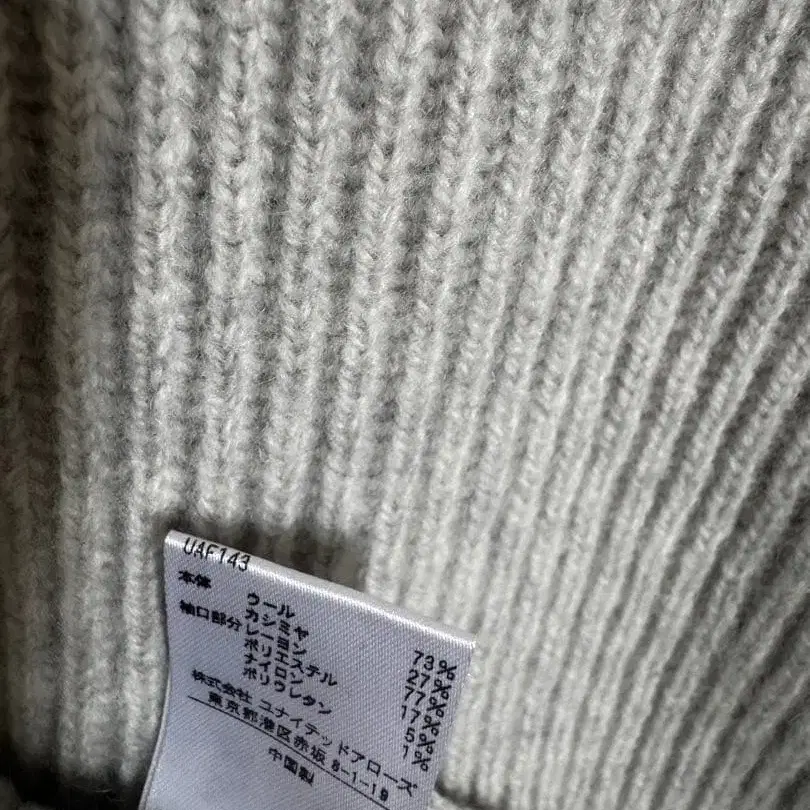 UAF143
本体 ウール 73%
カシミヤ 27%
袖口部分 レーヨン 77%
ポリエステル 17%
ナイロン 5%
ポリウレタン 1%
株式会社 ユナイテッドアローズ
東京都港区赤坂 8-1-19
中国製